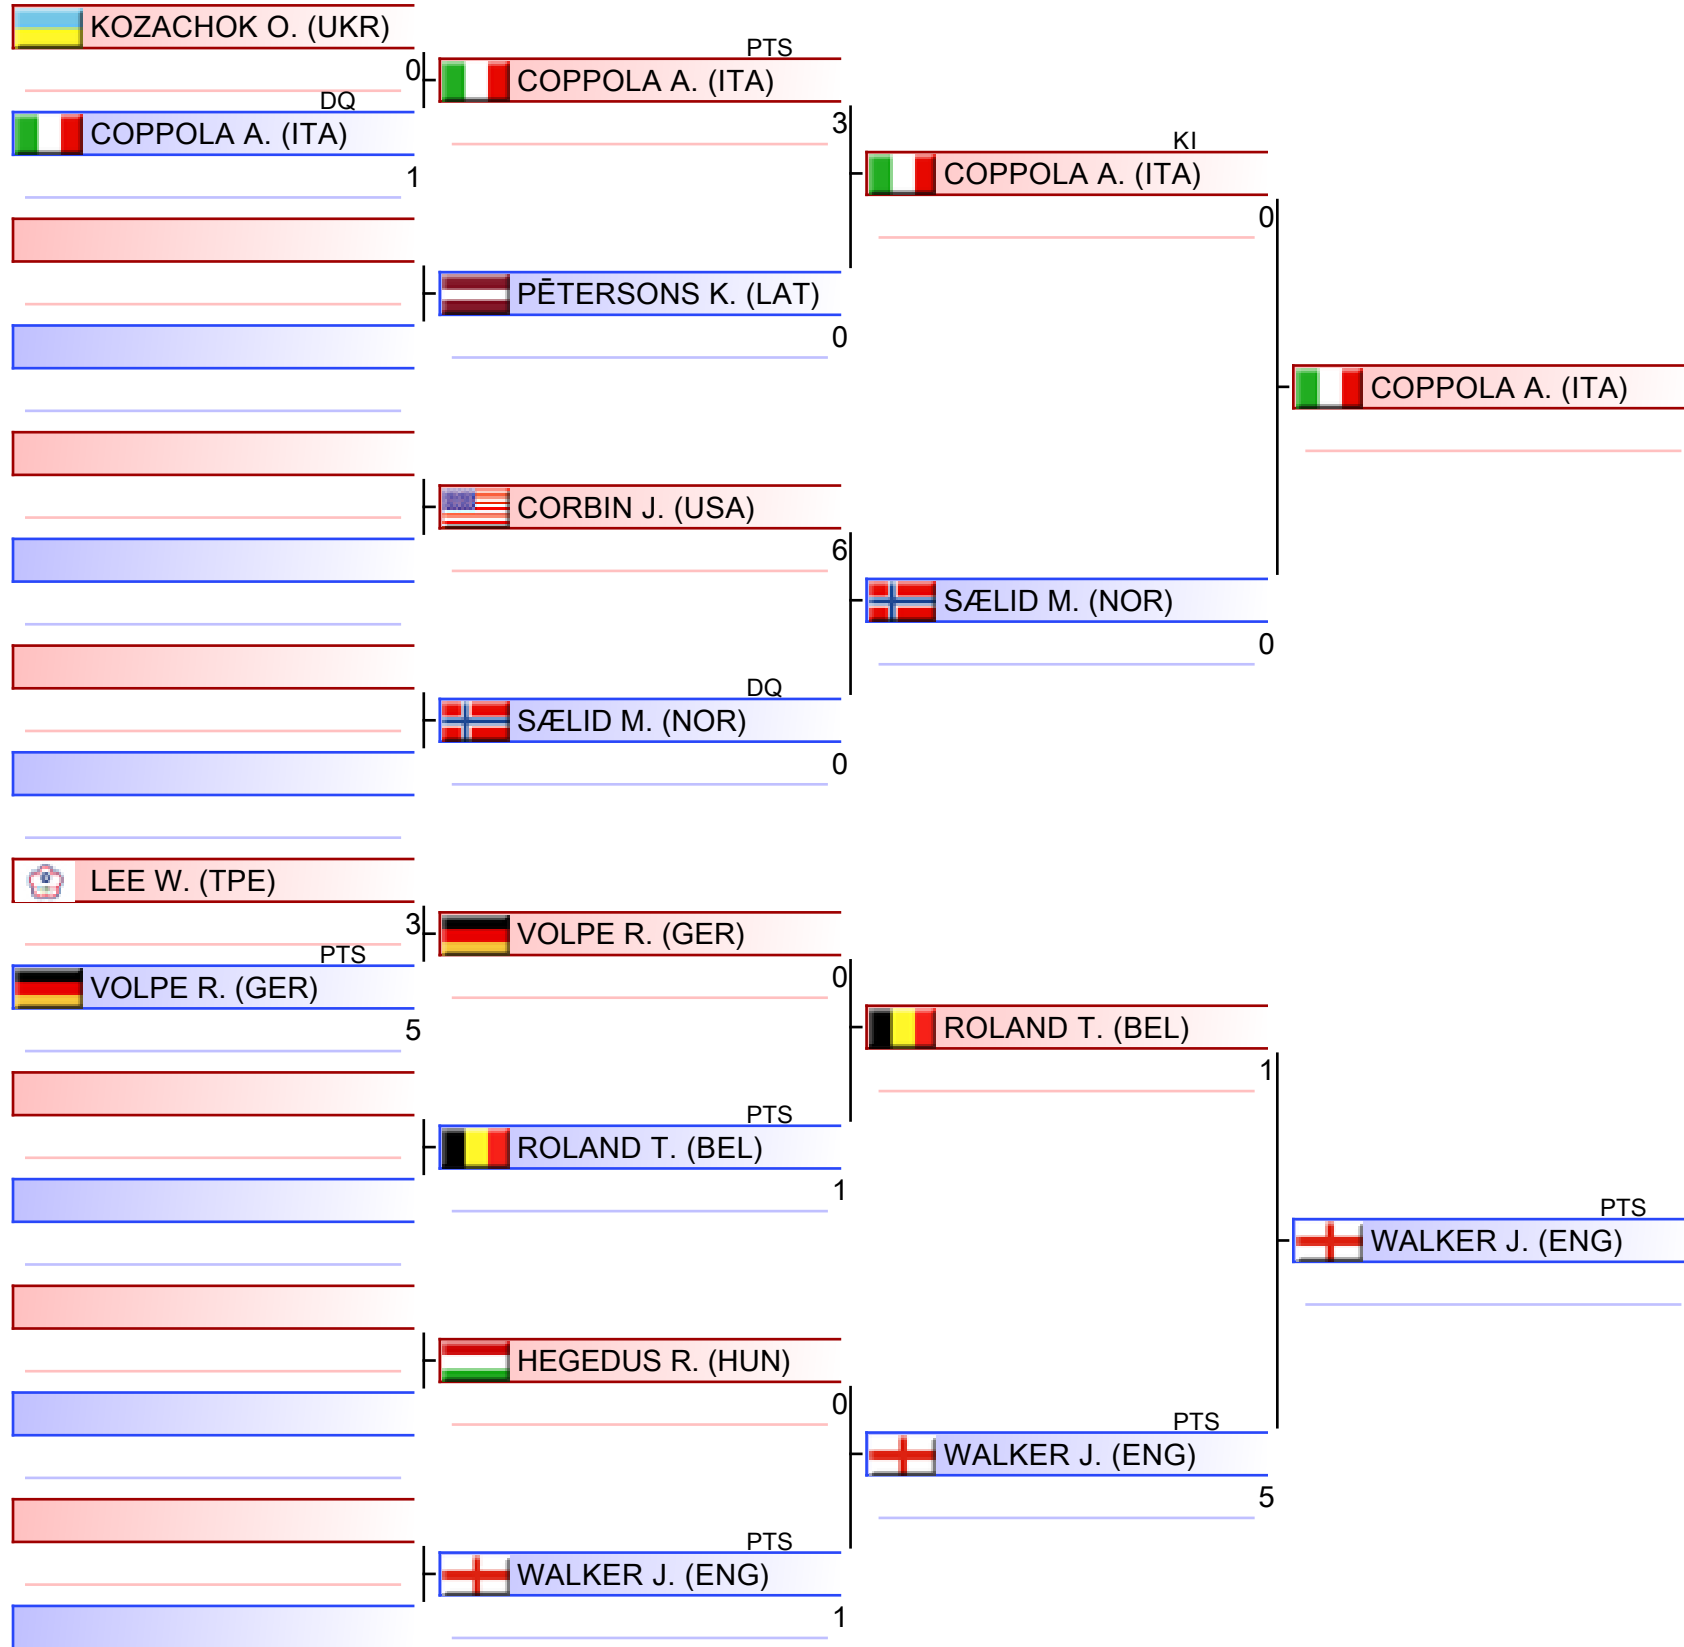 KOZACHOK O. (UKR)
0
DQ
COPPOLA A. (ITA)
1
LEE W. (TPE)
3
PTS
VOLPE R. (GER)
5
PTS
COPPOLA A. (ITA)
3
PĒTERSONS K. (LAT)
0
CORBIN J. (USA)
6
DQ
SÆLID M. (NOR)
0
VOLPE R. (GER)
0
PTS
ROLAND T. (BEL)
1
HEGEDUS R. (HUN)
0
PTS
WALKER J. (ENG)
1
KI
COPPOLA A. (ITA)
0
SÆLID M. (NOR)
0
ROLAND T. (BEL)
1
PTS
WALKER J. (ENG)
5
COPPOLA A. (ITA)
PTS
WALKER J. (ENG)